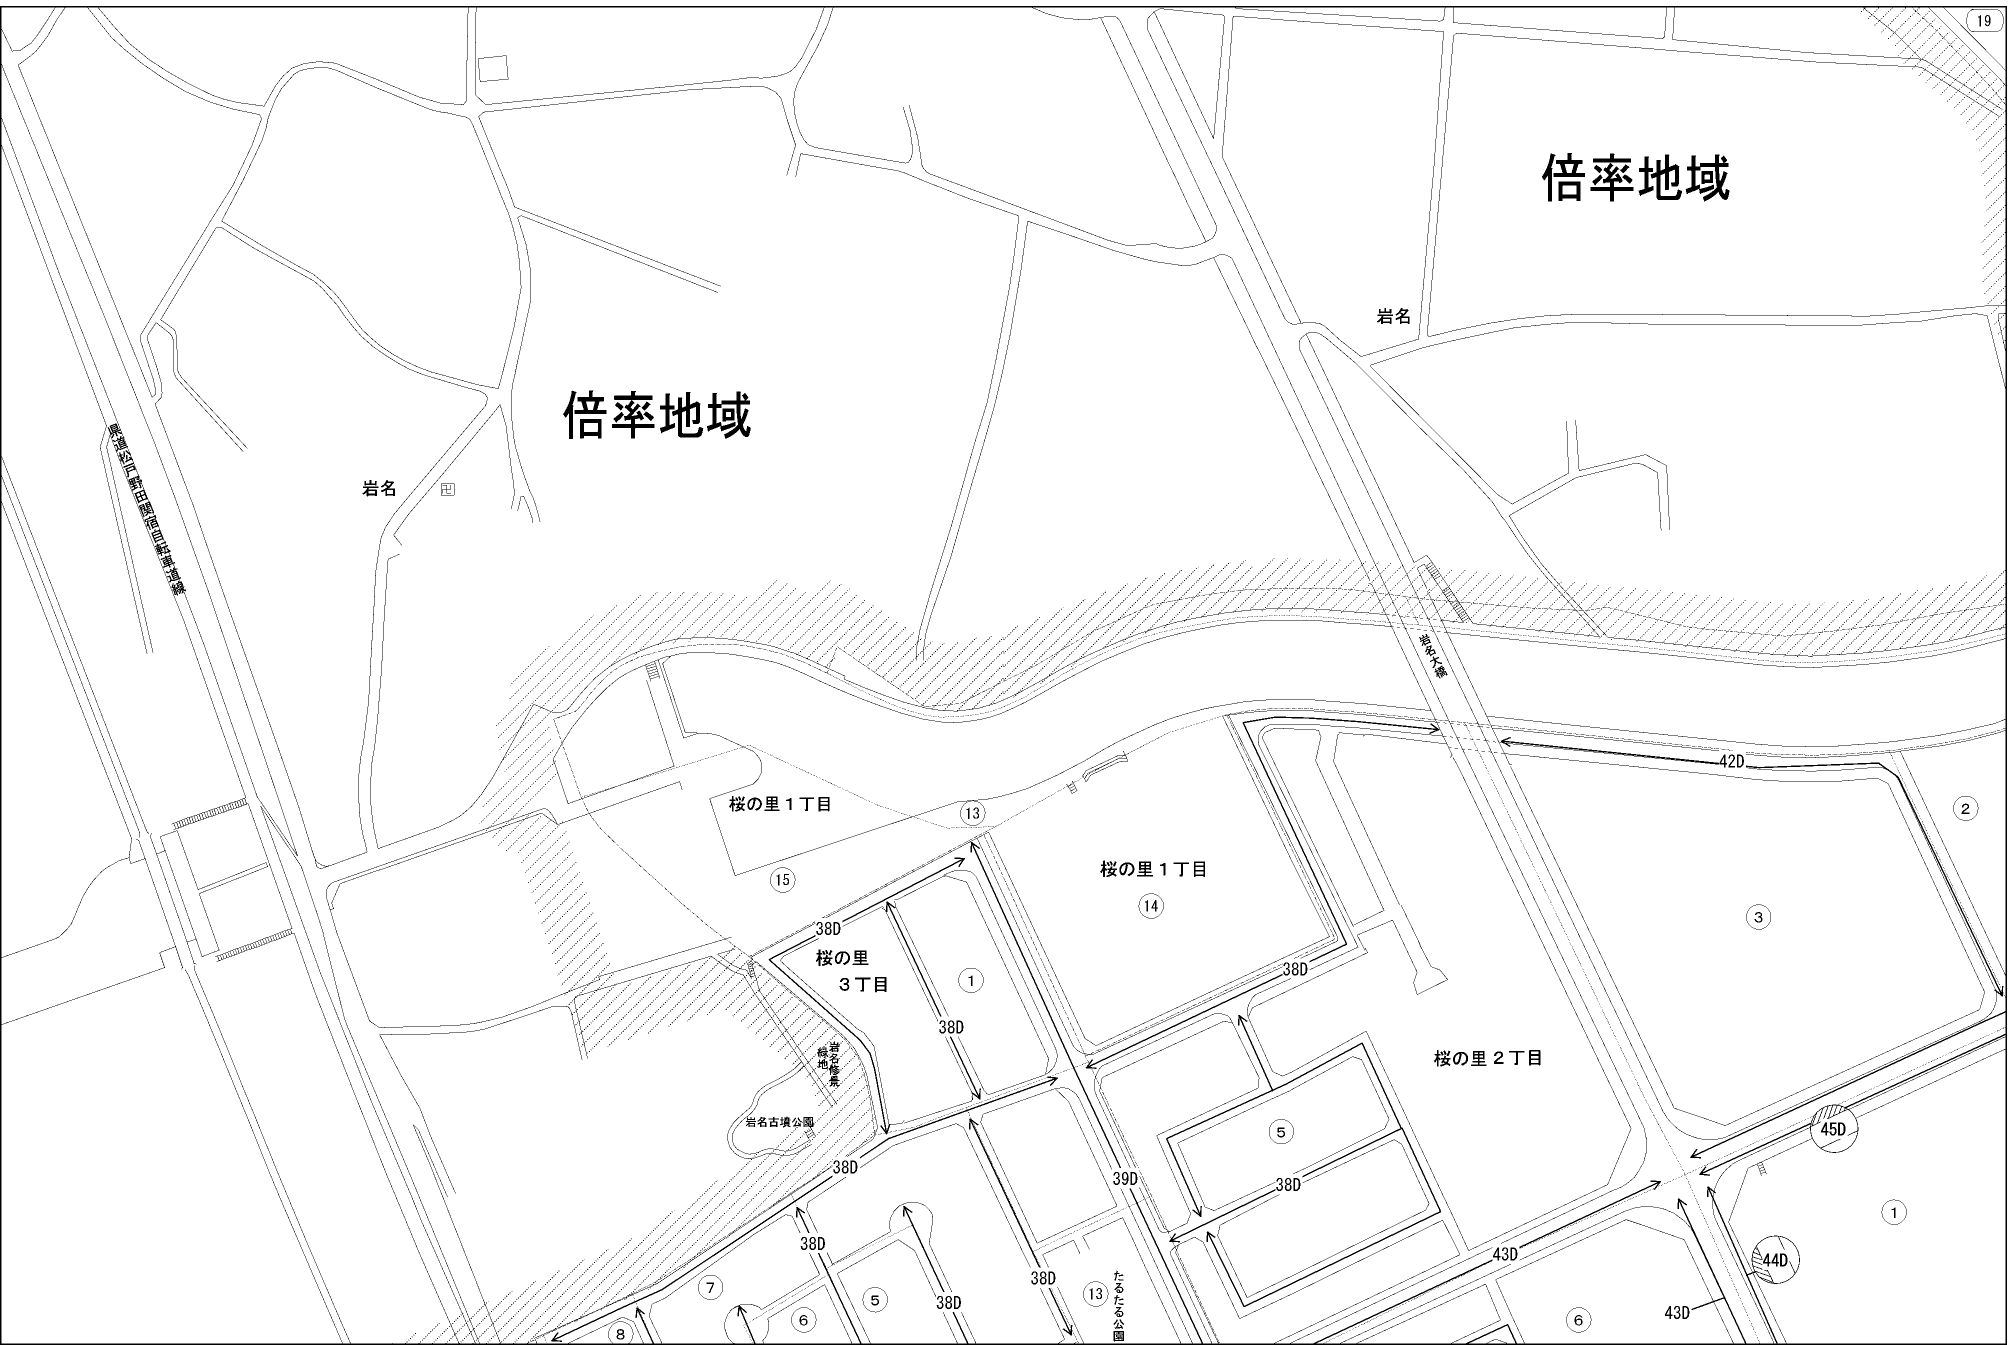 19
倍率地域
岩名
倍率地域
県道松戸野田関宿自転車道線
岩名
卍
岩名大橋
42D
桜の里１丁目
13
2
桜の里１丁目
15
14
3
38D
桜の里
３丁目
1
38D
38D
桜の里２丁目
岩名修景
緑地
岩名古墳公園
5
45D
38D
39D
38D
1
38D
43D
44D
38D
7
13
たるたる公園
5
38D
6
43D
6
8